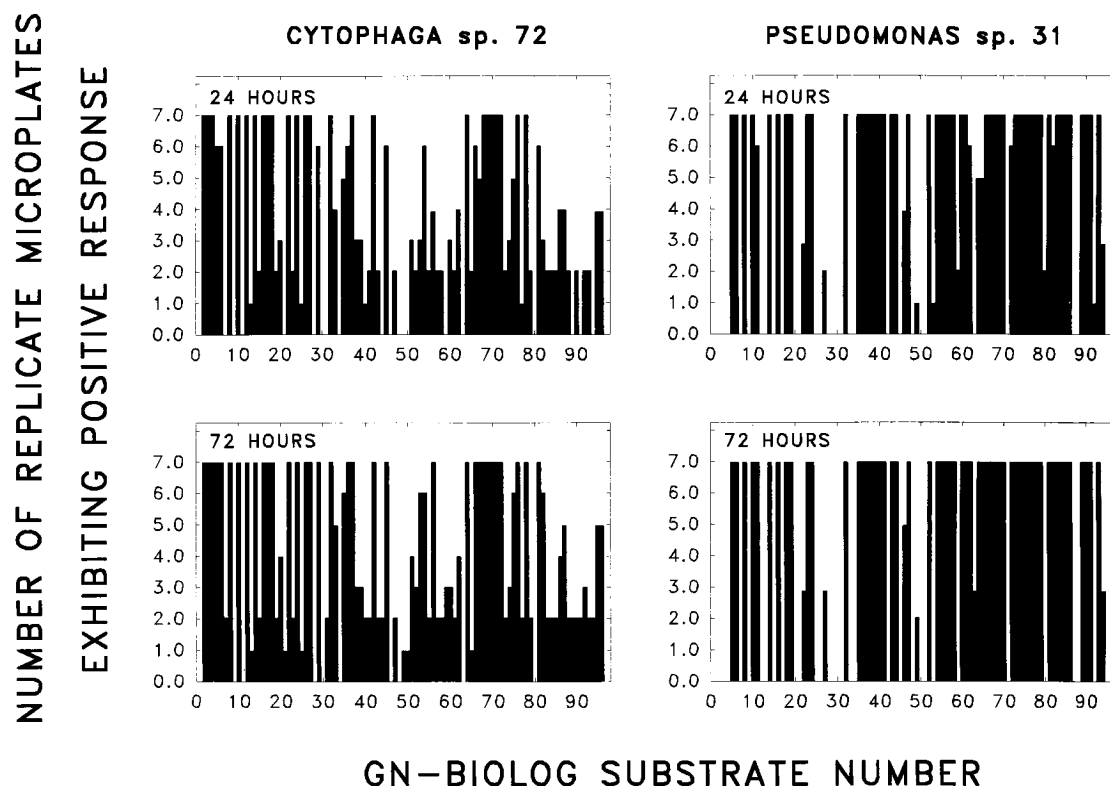 NUMBER OF REPLICATE MICROPLATES
EXHIBITING POSITIVE RESPONSE
CYTOPHAGA sp. 72
24 HOURS
7.0
6.0
5.0
4.0
3.0
2.0
1.0
0.0
0 10 20 30 40 50 60 70 80 90
PSEUDOMONAS sp. 31
24 HOURS
7.0
6.0
5.0
4.0
3.0
2.0
1.0
0.0
0 10 20 30 40 50 60 70 80 90
72 HOURS
7.0
6.0
5.0
4.0
3.0
2.0
1.0
0.0
0 10 20 30 40 50 60 70 80 90
72 HOURS
7.0
6.0
5.0
4.0
3.0
2.0
1.0
0.0
0 10 20 30 40 50 60 70 80 90
GN-BIOLOG SUBSTRATE NUMBER